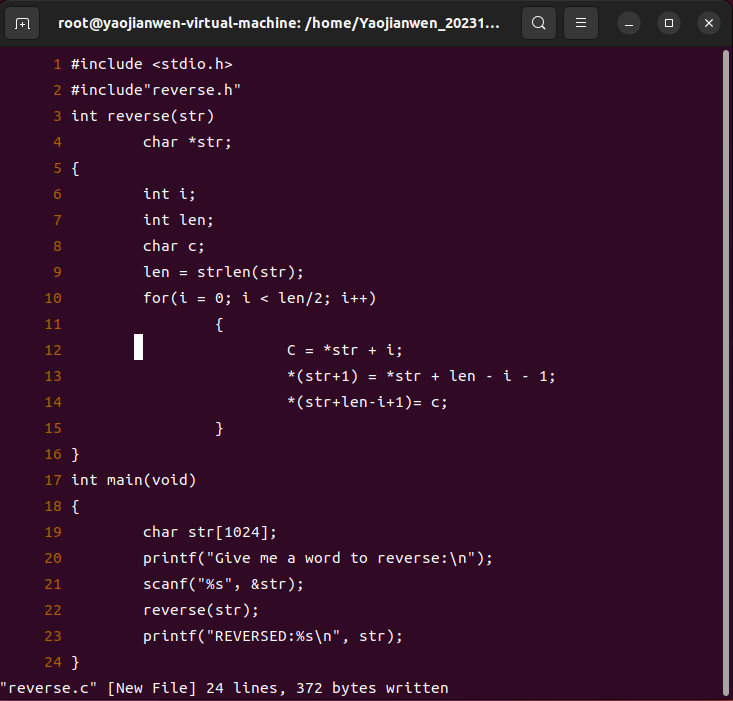 root@yaojianwen-virtual-machine: /home/Yaojianwen_20231...
1 #include <stdio.h>
2 #include"reverse.h"
3 int reverse(str)
4         char *str;
5 {
6         int i;
7         int len;
8         char c;
9         len = strlen(str);
10         for(i = 0; i < len/2; i++)
11                 {
12                         C = *str + i;
13                         *(str+1) = *str + len - i - 1;
14                         *(str+len-i+1)= c;
15                 }
16 }
17 int main(void)
18 {
19         char str[1024];
20         printf("Give me a word to reverse:\n");
21         scanf("%s", &str);
22         reverse(str);
23         printf("REVERSED:%s\n", str);
24 }
"reverse.c" [New File] 24 lines, 372 bytes written